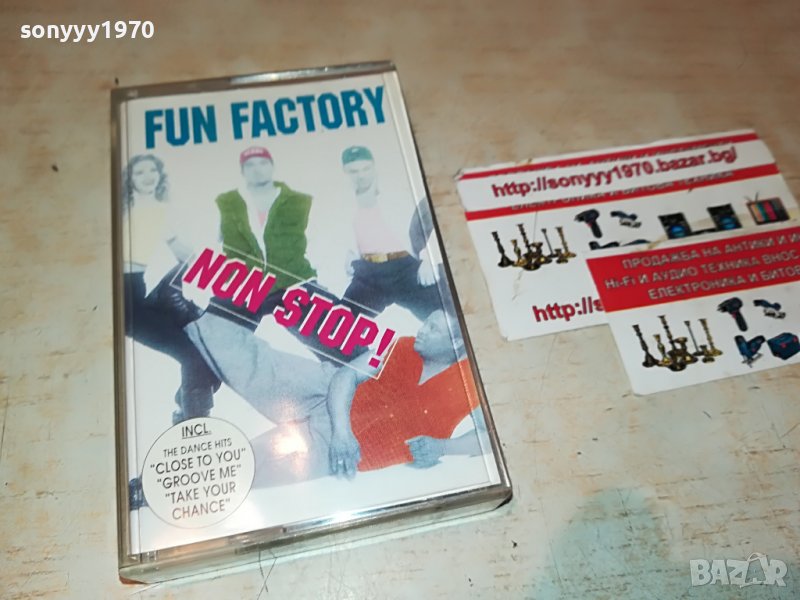 sonyyy1970
FUN FACTORY
NON STOP!
INCL.
THE DANCE HITS
"CLOSE TO YOU"
"GROOVE ME"
"TAKE YOUR
CHANCE"
http://sonyyy1970.bazar.bg/
ПРОДАЖБА НА АНТИКИ И
HI-FI И АУДИО ТЕХНИКА ВНОС
ЕЛЕКТРОНИКА И БИТОВ
http://s
BAZAR